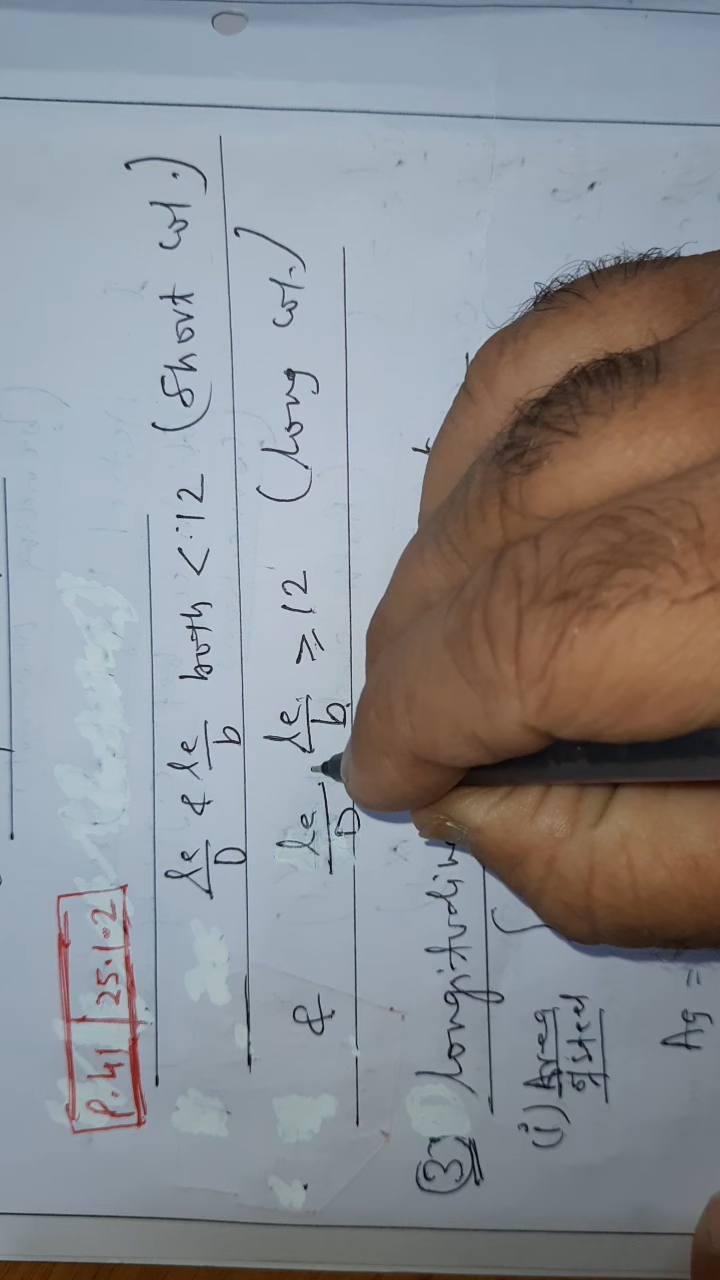 P.41 | 25.1.2
le/D & le/b both < 12 (Short col.)
& le/D le/b ≥ 12 (Long col.)
(3) Longitudin
(i) Area of steel
Ag =